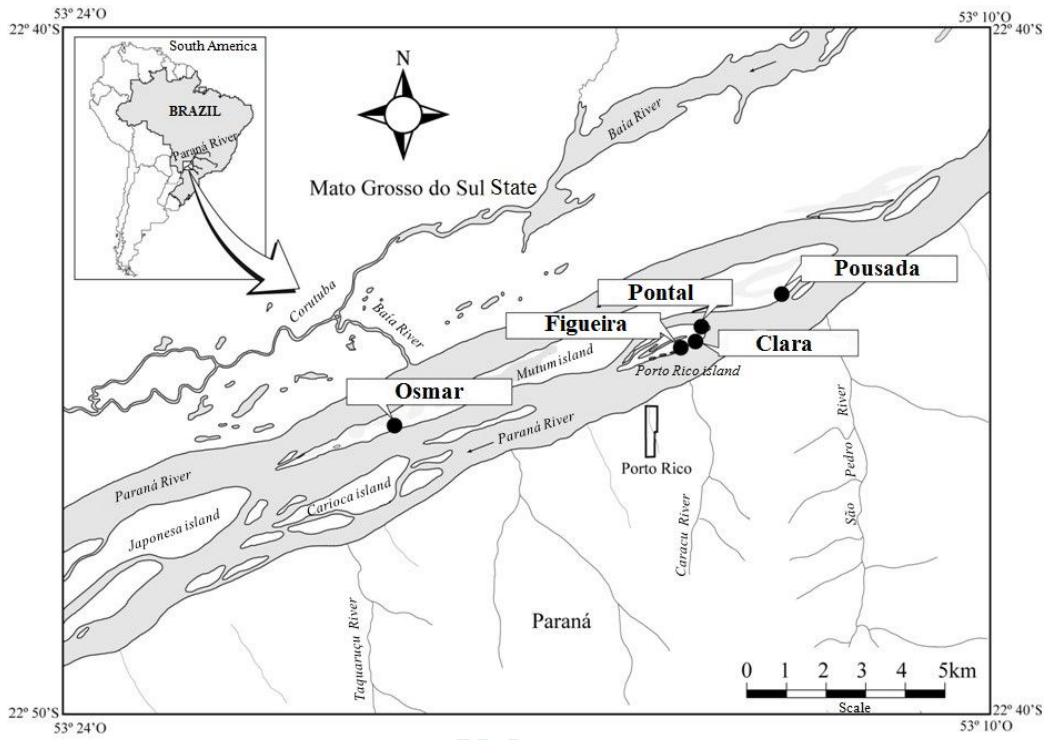 53° 24'O
53° 10'O
22° 40'S
22° 40'S
South America
BRAZIL
Paraná River
N
Mato Grosso do Sul State
Baía River
Corutuba
Baía River
Pousada
Pontal
Figueira
Clara
Mutum island
Porto Rico island
Osmar
Paraná River
Paraná River
Porto Rico
Carioca island
Japonesa island
Caracu River
São Pedro River
Taquaruçu River
Paraná
0 1 2 3 4 5km
Scale
22° 50'S
22° 40'S
53° 24'O
53° 10'O